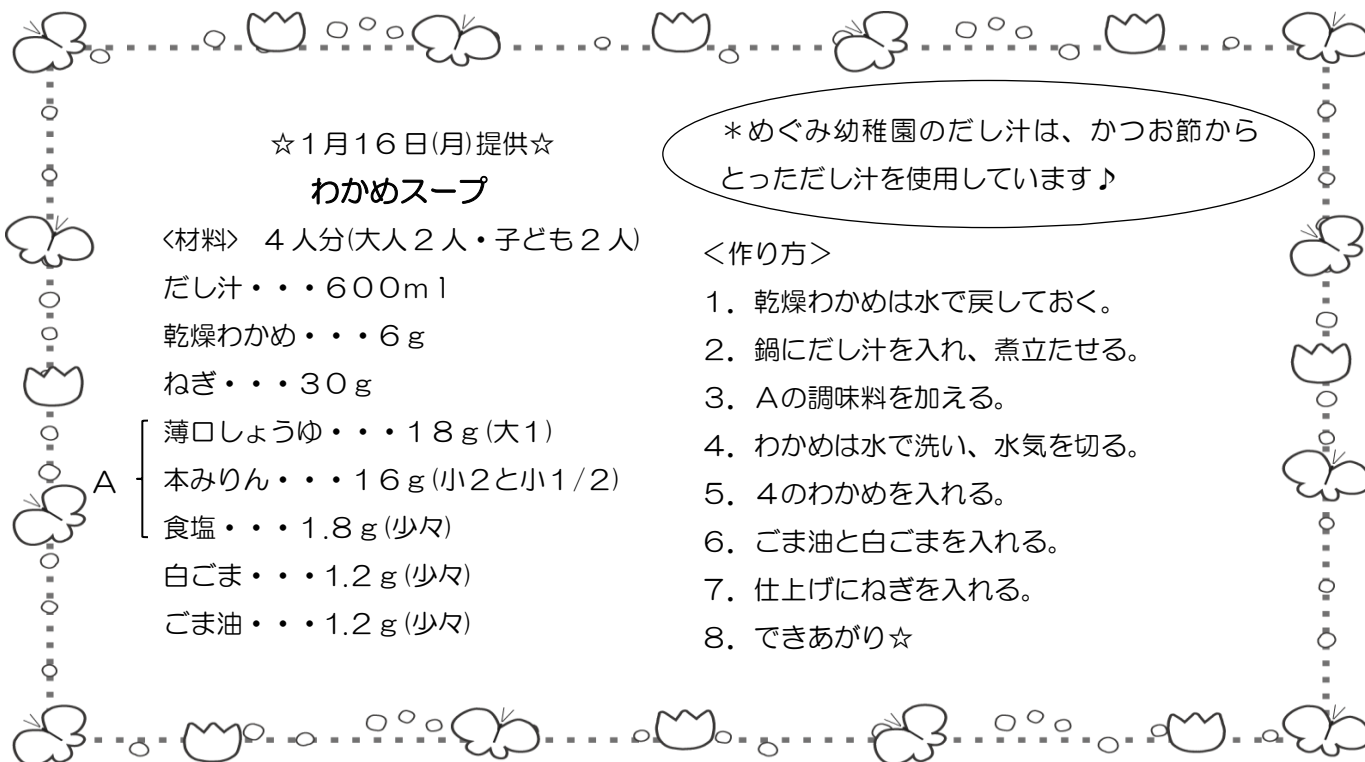 ☆1月16日(月)提供☆
わかめスープ
<材料>　4人分(大人2人・子ども2人)
だし汁・・・600ml
乾燥わかめ・・・6g
ねぎ・・・30g
A
薄口しょうゆ・・・18g(大1)
本みりん・・・16g(小2と小1/2)
食塩・・・1.8g(少々)
白ごま・・・1.2g(少々)
ごま油・・・1.2g(少々)
＊めぐみ幼稚園のだし汁は、かつお節から
とっただし汁を使用しています♪
＜作り方＞
1．乾燥わかめは水で戻しておく。
2．鍋にだし汁を入れ、煮立たせる。
3．Aの調味料を加える。
4．わかめは水で洗い、水気を切る。
5．4のわかめを入れる。
6．ごま油と白ごまを入れる。
7．仕上げにねぎを入れる。
8．できあがり☆